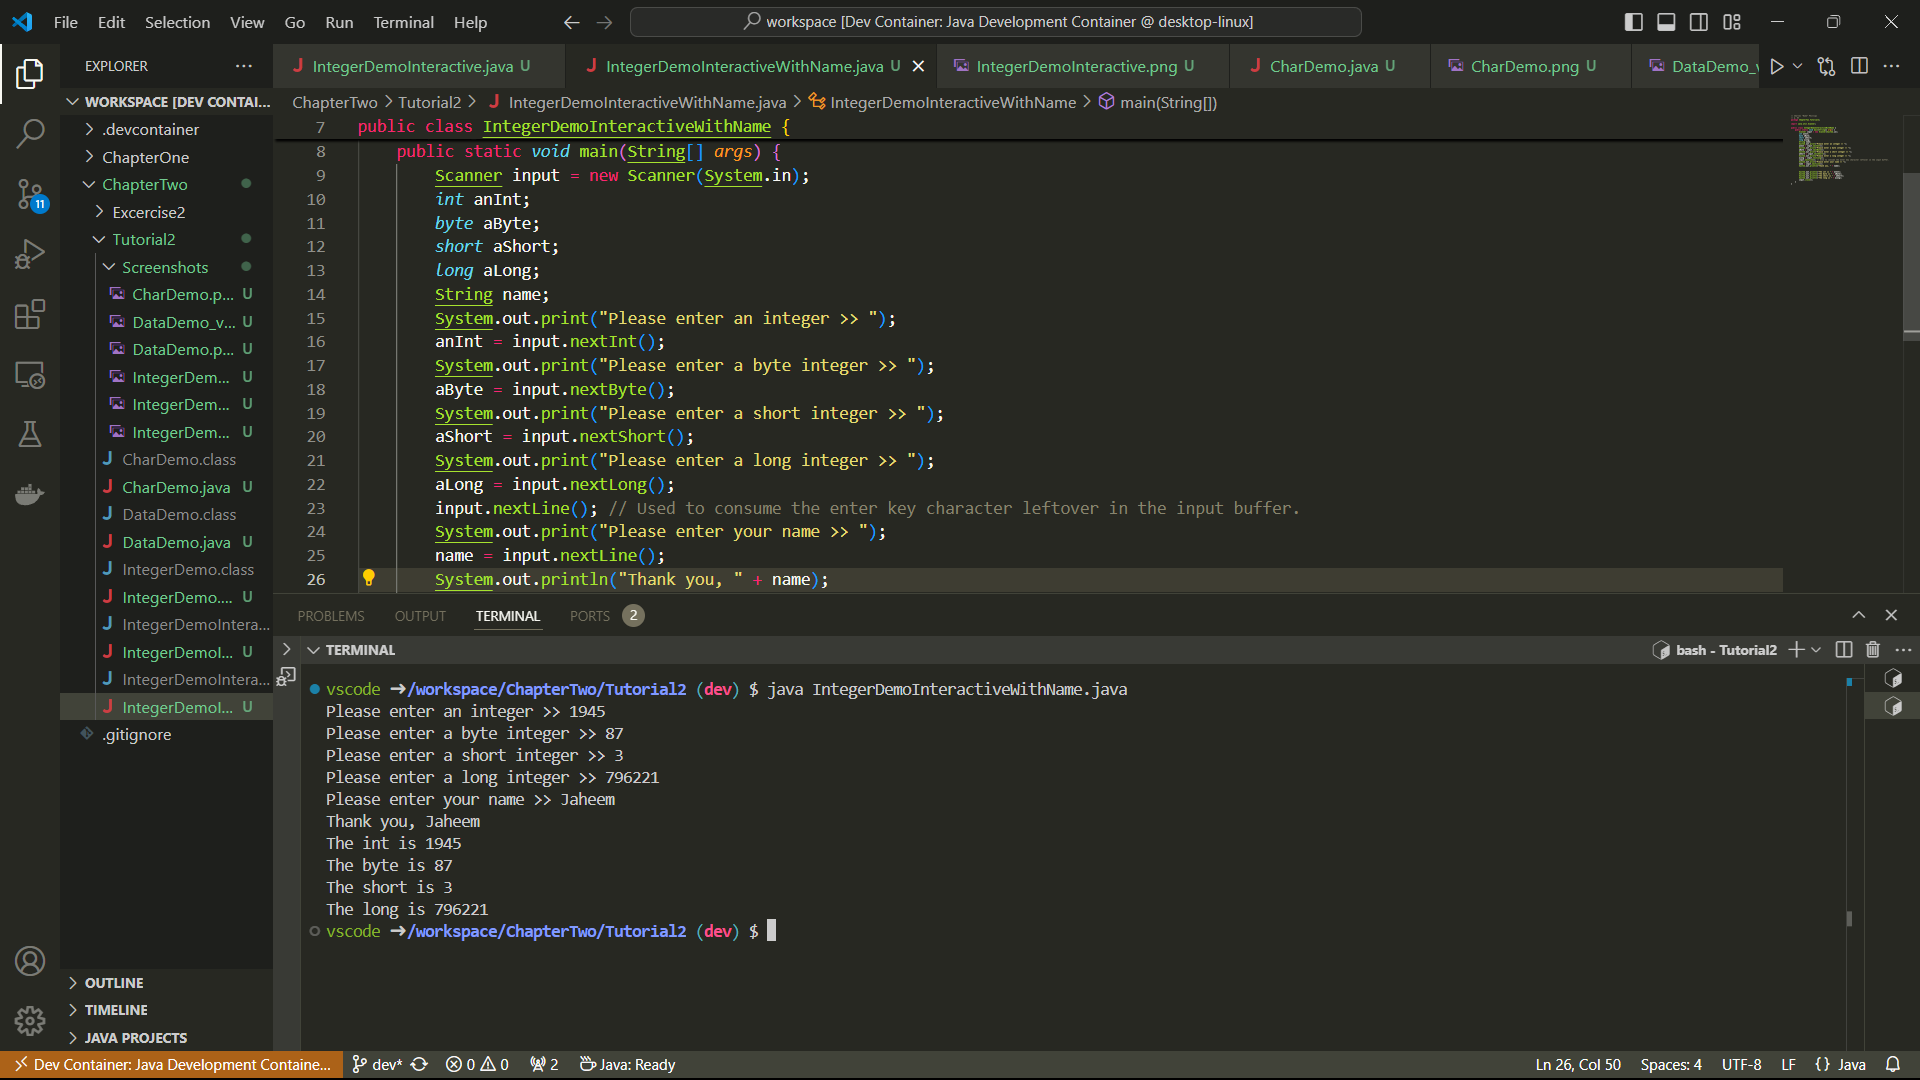 File Edit Selection View Go Run Terminal Help
workspace [Dev Container: Java Development Container @ desktop-linux]
EXPLORER
IntegerDemoInteractive.java U
IntegerDemoInteractiveWithName.java U
IntegerDemoInteractive.png U
CharDemo.java U
CharDemo.png U
DataDemo_v
WORKSPACE [DEV CONTAI...
.devcontainer
ChapterOne
ChapterTwo
Excercise2
Tutorial2
Screenshots
CharDemo.p... U
DataDemo_v... U
DataDemo.p... U
IntegerDem... U
IntegerDem... U
IntegerDem... U
CharDemo.class
CharDemo.java U
DataDemo.class
DataDemo.java U
IntegerDemo.class
IntegerDemo.... U
IntegerDemoIntera...
IntegerDemoI... U
IntegerDemoIntera...
IntegerDemoI... U
.gitignore
11
OUTLINE
TIMELINE
JAVA PROJECTS
ChapterTwo > Tutorial2 > IntegerDemoInteractiveWithName.java > IntegerDemoInteractiveWithName > main(String[])
7 public class IntegerDemoInteractiveWithName {
8 public static void main(String[] args) {
9 Scanner input = new Scanner(System.in);
10 int anInt;
11 byte aByte;
12 short aShort;
13 long aLong;
14 String name;
15 System.out.print("Please enter an integer >> ");
16 anInt = input.nextInt();
17 System.out.print("Please enter a byte integer >> ");
18 aByte = input.nextByte();
19 System.out.print("Please enter a short integer >> ");
20 aShort = input.nextShort();
21 System.out.print("Please enter a long integer >> ");
22 aLong = input.nextLong();
23 input.nextLine(); // Used to consume the enter key character leftover in the input buffer.
24 System.out.print("Please enter your name >> ");
25 name = input.nextLine();
26 System.out.println("Thank you, " + name);
PROBLEMS OUTPUT TERMINAL PORTS 2
TERMINAL
bash - Tutorial2
vscode ➜/workspace/ChapterTwo/Tutorial2 (dev) $ java IntegerDemoInteractiveWithName.java
Please enter an integer >> 1945
Please enter a byte integer >> 87
Please enter a short integer >> 3
Please enter a long integer >> 796221
Please enter your name >> Jaheem
Thank you, Jaheem
The int is 1945
The byte is 87
The short is 3
The long is 796221
vscode ➜/workspace/ChapterTwo/Tutorial2 (dev) $
Dev Container: Java Development Containe... dev* 0 0 2 Java: Ready
Ln 26, Col 50 Spaces: 4 UTF-8 LF {} Java